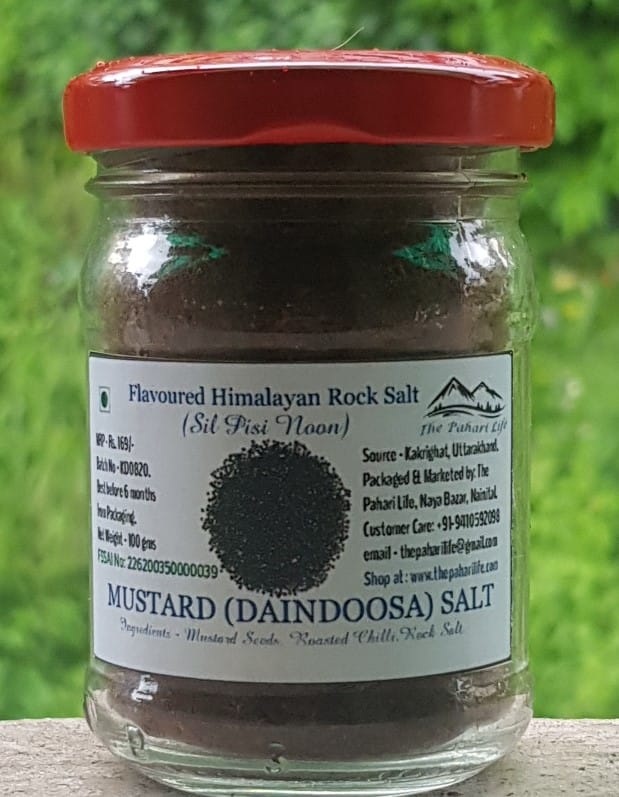 Flavoured Himalayan Rock Salt
(Sil Pisi Noon)
The Pahari Life
MRP - Rs. 169/-
Batch No - KD0820.
Best before 6 months
from Packaging.
Net Weight - 100 gms
FSSAI No: 226200350000039
Source - Kakrighat, Uttarakhand.
Packaged & Marketed by: The
Pahari Life, Naya Bazar, Nainital.
Customer Care: +91-9410592098
email - thepaharilife@gmail.com
Shop at : www.thepaharilife.com
MUSTARD (DAINDOOSA) SALT
Ingredients - Mustard Seeds, Roasted Chilli, Rock Salt